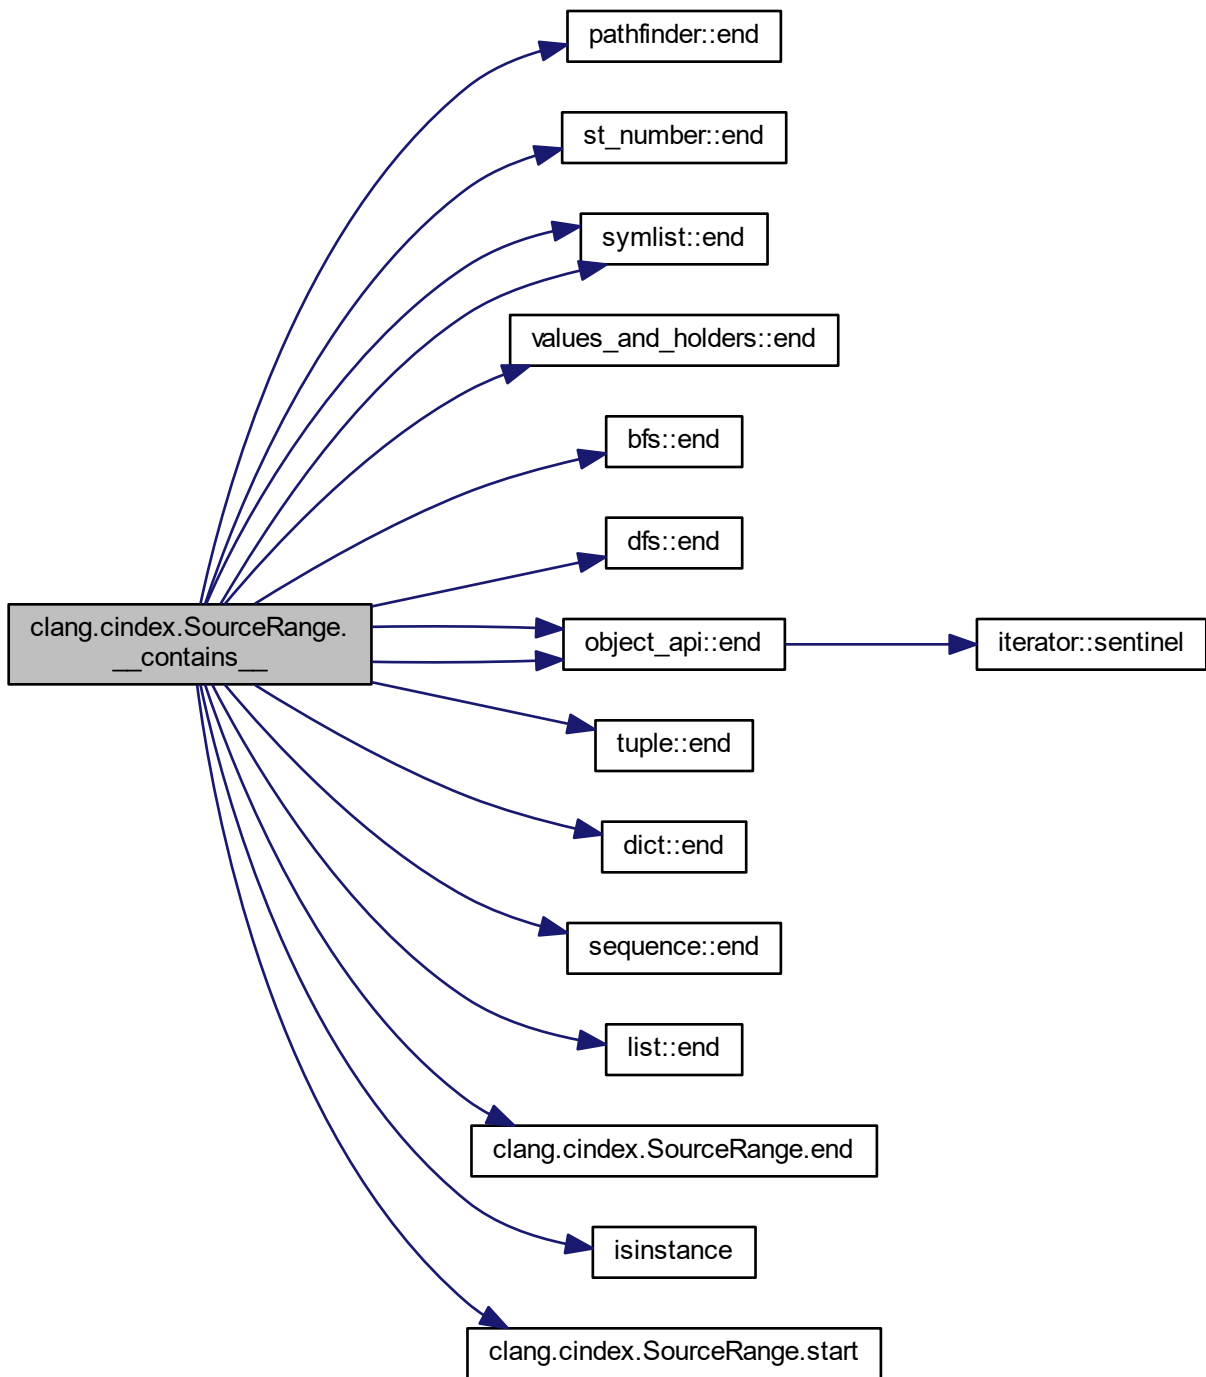 pathfinder::end
st_number::end
symlist::end
values_and_holders::end
bfs::end
dfs::end
clang.cindex.SourceRange.
__contains__
object_api::end
iterator::sentinel
tuple::end
dict::end
sequence::end
list::end
clang.cindex.SourceRange.end
isinstance
clang.cindex.SourceRange.start